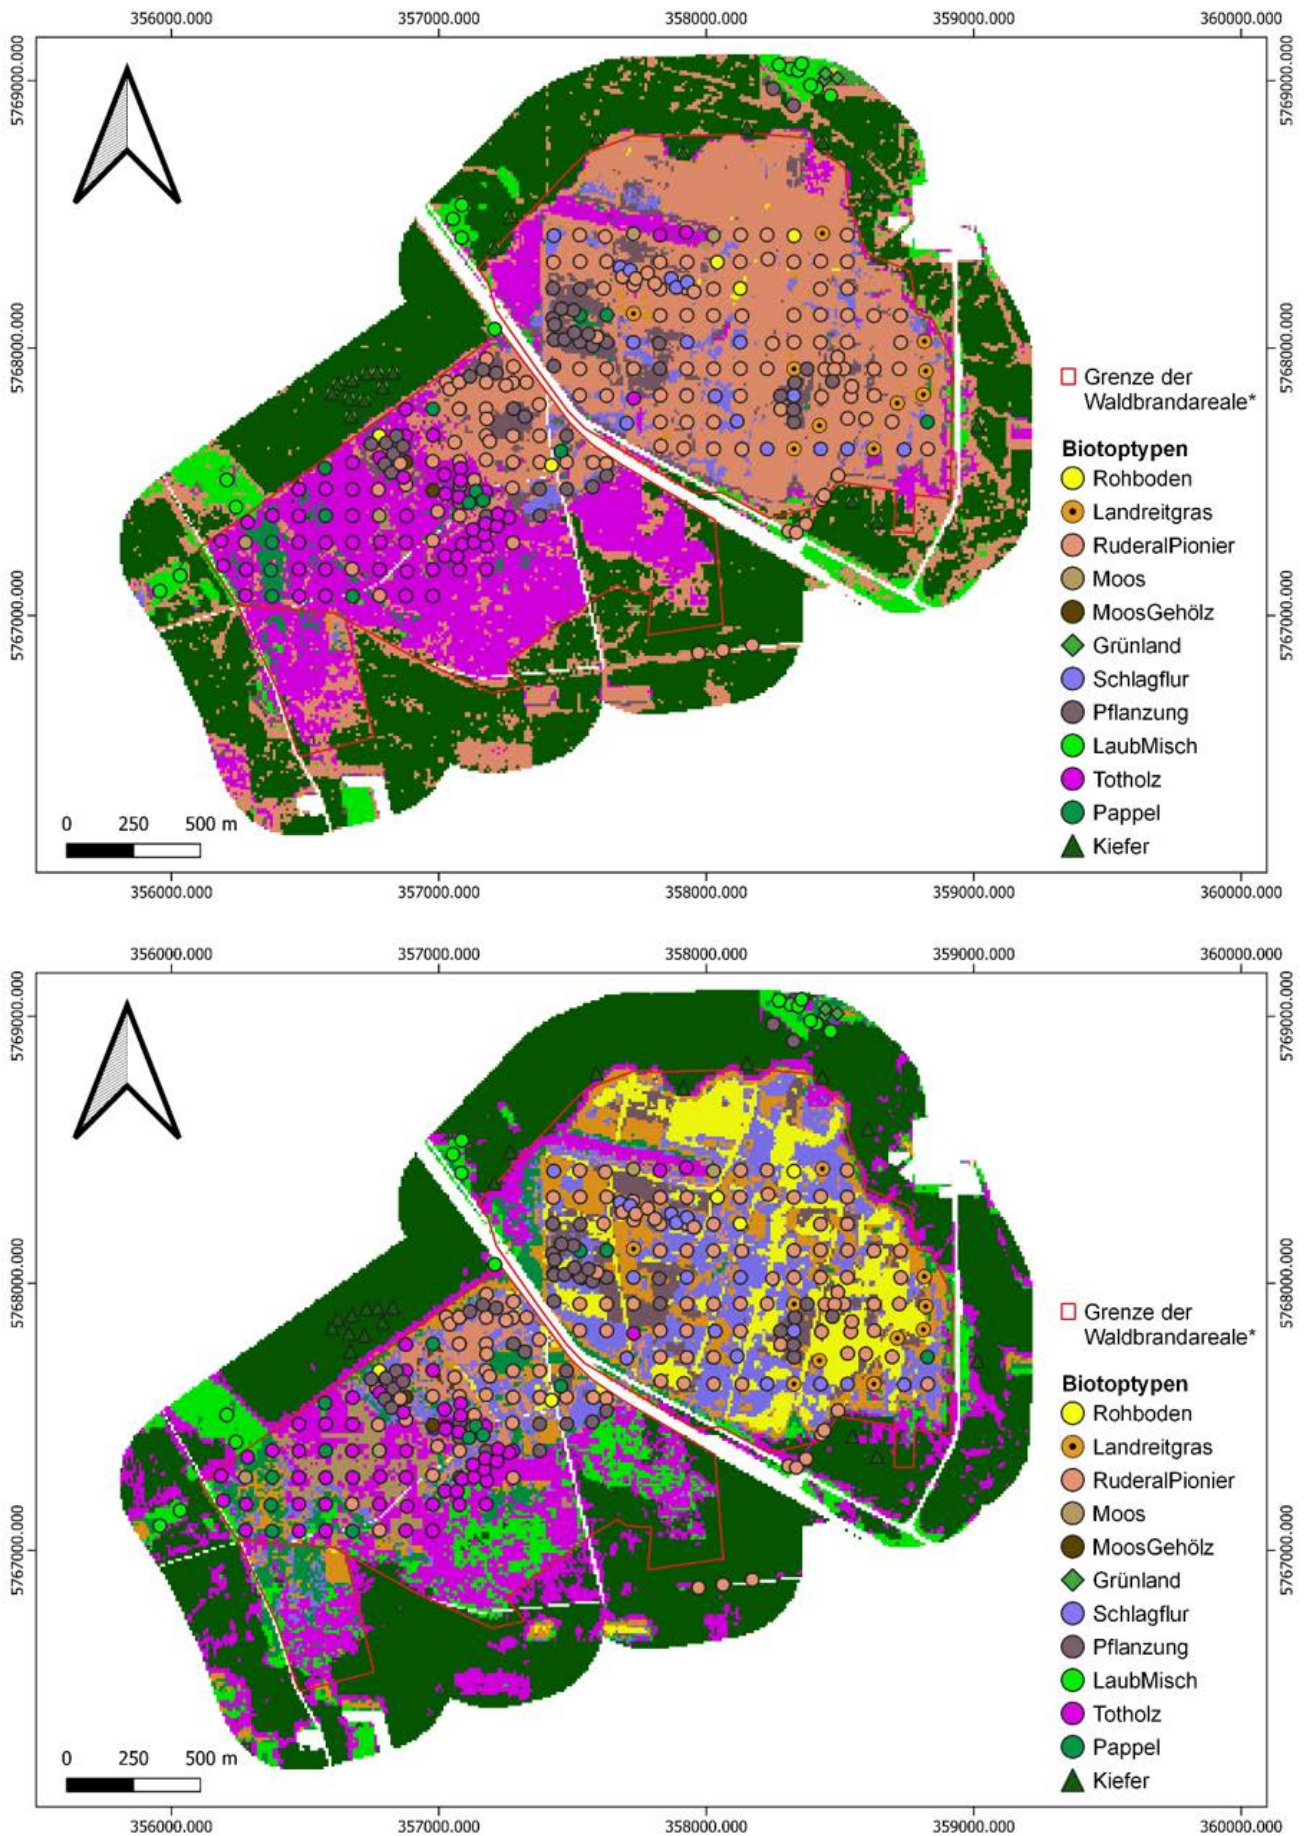 356000.000 357000.000 358000.000 359000.000 360000.000
5769000.000
5769000.000
5768000.000
5768000.000
5767000.000
5767000.000
Grenze der
Waldbrandareale*
Biotoptypen
Rohboden
Landreitgras
RuderalPionier
Moos
MoosGehölz
Grünland
Schlagflur
Pflanzung
LaubMisch
Totholz
Pappel
Kiefer
0 250 500 m
356000.000 357000.000 358000.000 359000.000 360000.000
356000.000 357000.000 358000.000 359000.000 360000.000
5769000.000
5769000.000
5768000.000
5768000.000
5767000.000
5767000.000
Grenze der
Waldbrandareale*
Biotoptypen
Rohboden
Landreitgras
RuderalPionier
Moos
MoosGehölz
Grünland
Schlagflur
Pflanzung
LaubMisch
Totholz
Pappel
Kiefer
0 250 500 m
356000.000 357000.000 358000.000 359000.000 360000.000